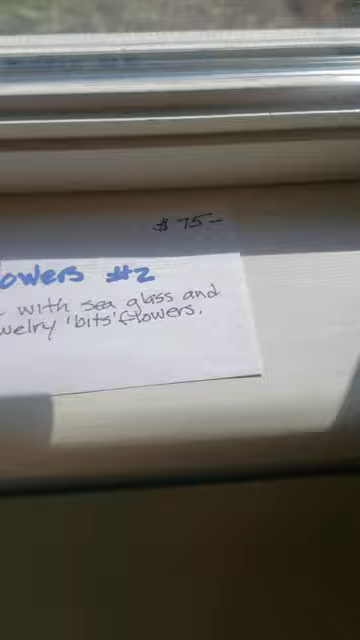 $75-
owers #2
with sea glass and
welry 'bits' flowers.